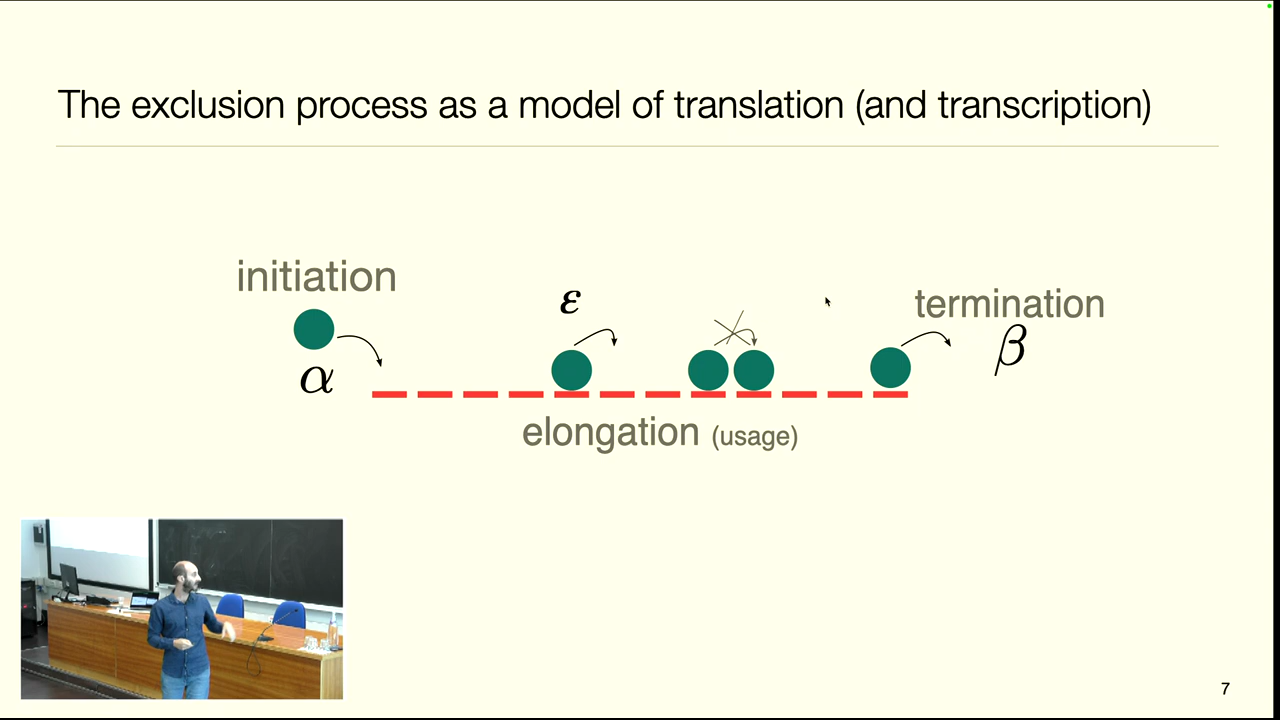 The exclusion process as a model of translation (and transcription)
initiation
ε
termination
α
β
elongation (usage)
7